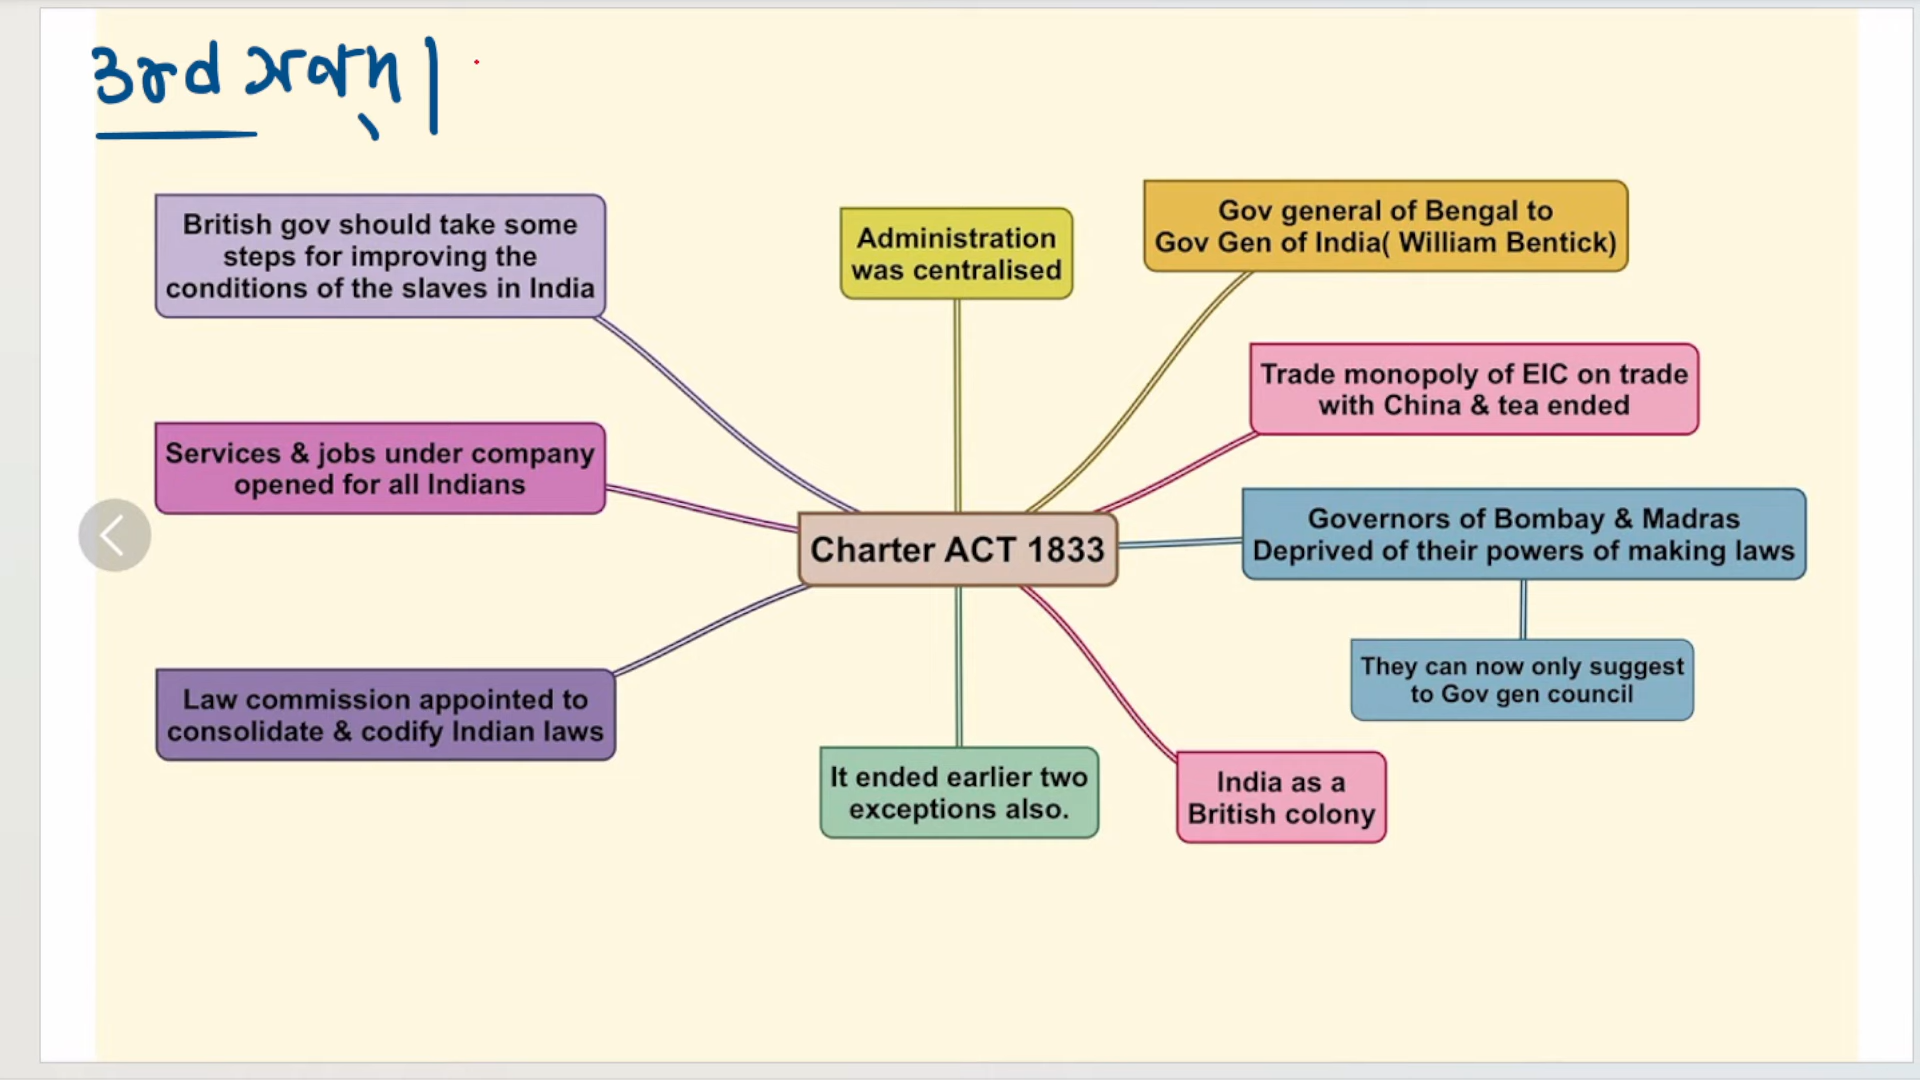 British gov should take some
steps for improving the
conditions of the slaves in India
Administration
was centralised
Gov general of Bengal to
Gov Gen of India( William Bentick)
Trade monopoly of EIC on trade
with China & tea ended
Services & jobs under company
opened for all Indians
Charter ACT 1833
Governors of Bombay & Madras
Deprived of their powers of making laws
They can now only suggest
to Gov gen council
Law commission appointed to
consolidate & codify Indian laws
It ended earlier two
exceptions also.
India as a
British colony